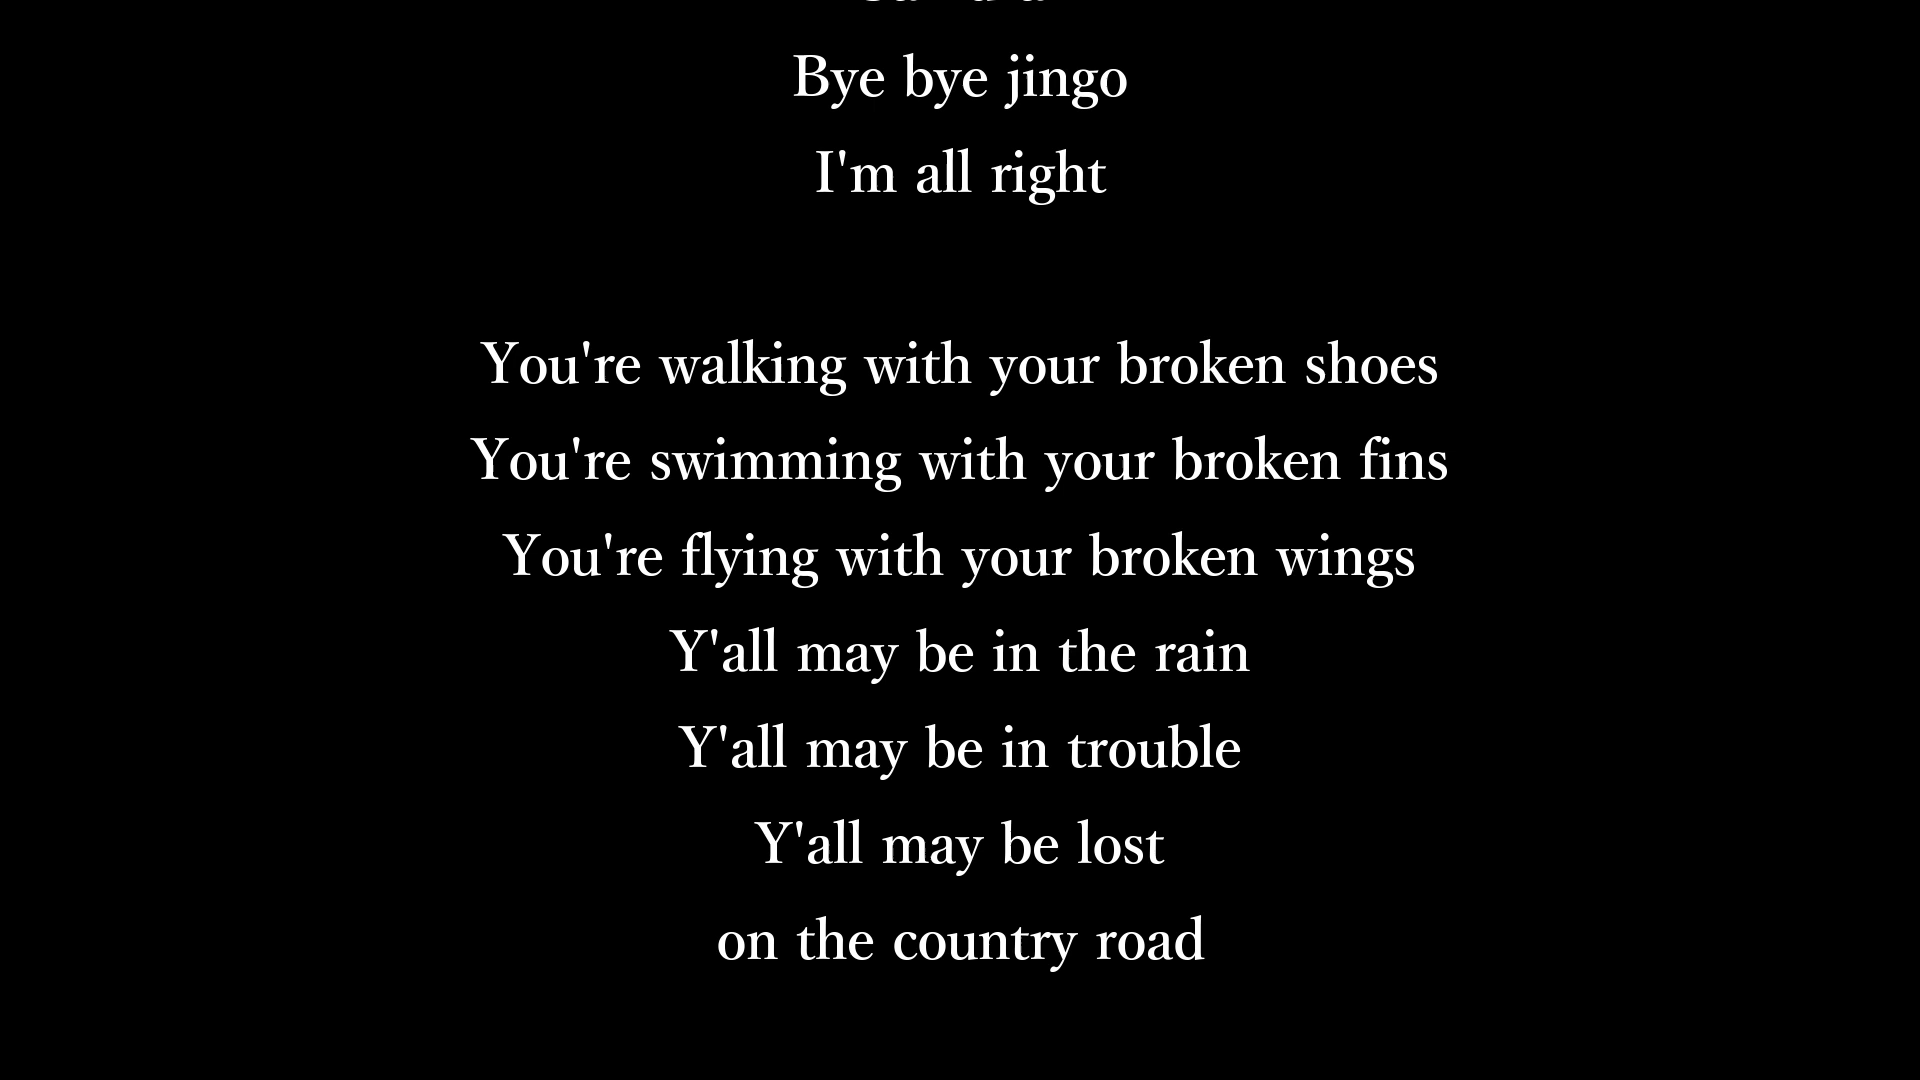 Bye bye jingo
I'm all right
You're walking with your broken shoes
You're swimming with your broken fins
You're flying with your broken wings
Y'all may be in the rain
Y'all may be in trouble
Y'all may be lost
on the country road